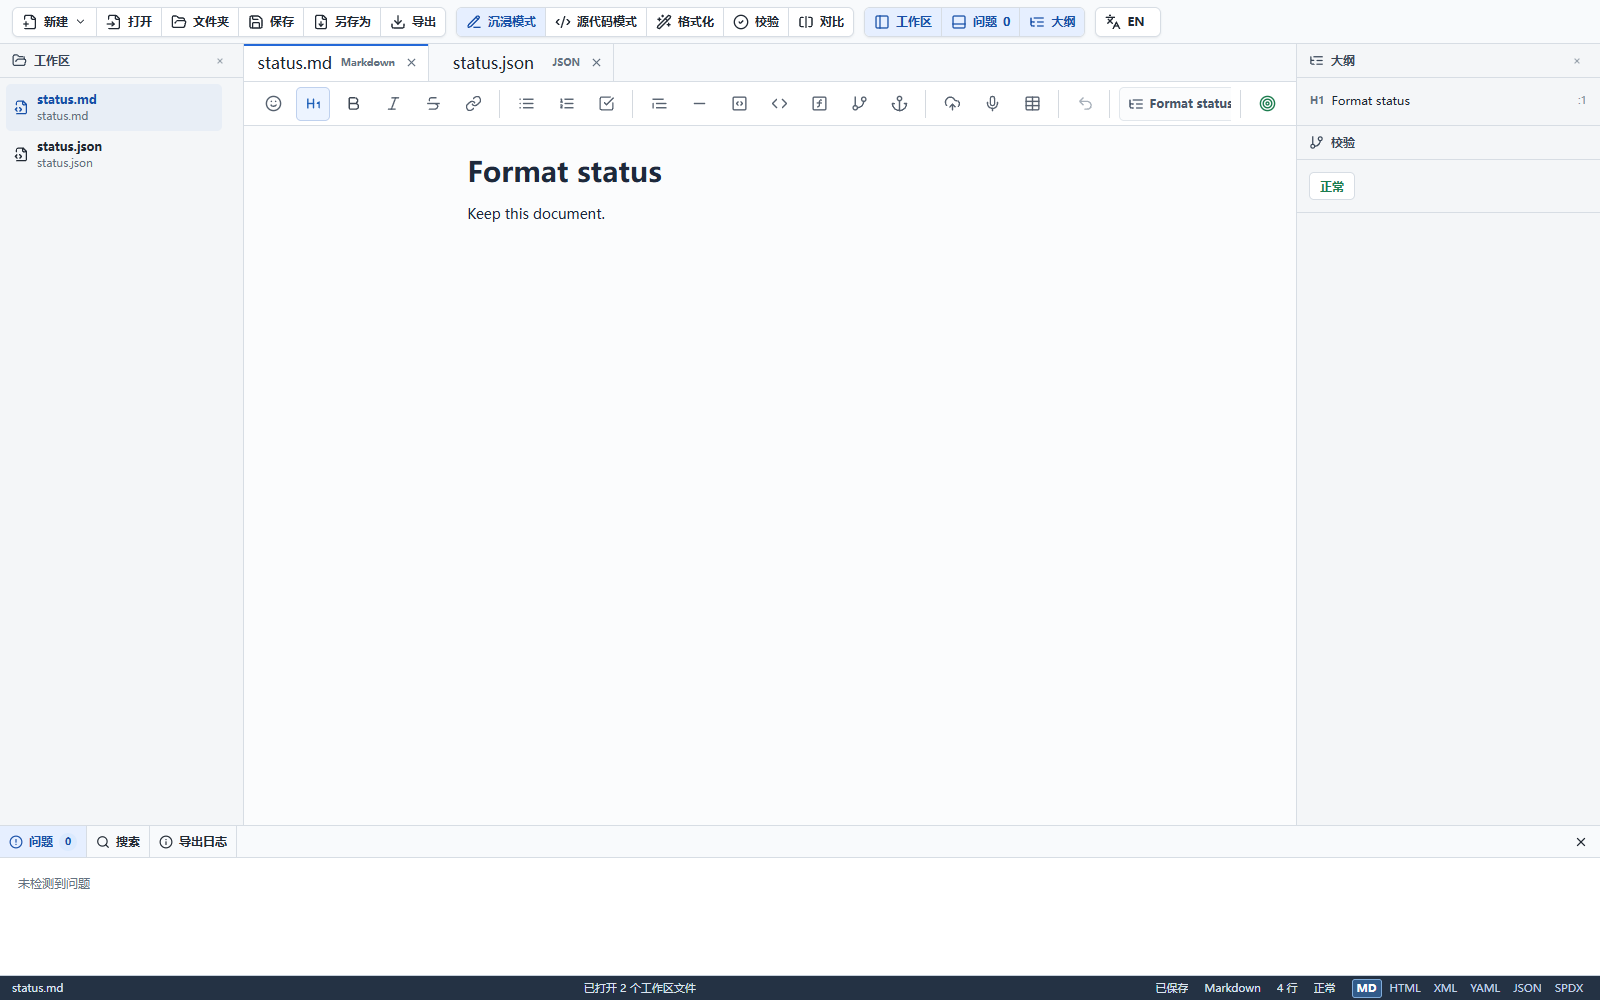 新建 打开 文件夹 保存 另存为 导出 沉浸模式 源代码模式 格式化 校验 对比 工作区 问题 0 大纲 EN
工作区 ×
status.md Markdown × status.json JSON ×
大纲 ×
status.md
status.md
status.json
status.json
H1 B I S Format status
H1 Format status :1
校验
正常
Format status
Keep this document.
问题 0 搜索 导出日志 ×
未检测到问题
status.md 已打开 2 个工作区文件 已保存 Markdown 4 行 正常 MD HTML XML YAML JSON SPDX